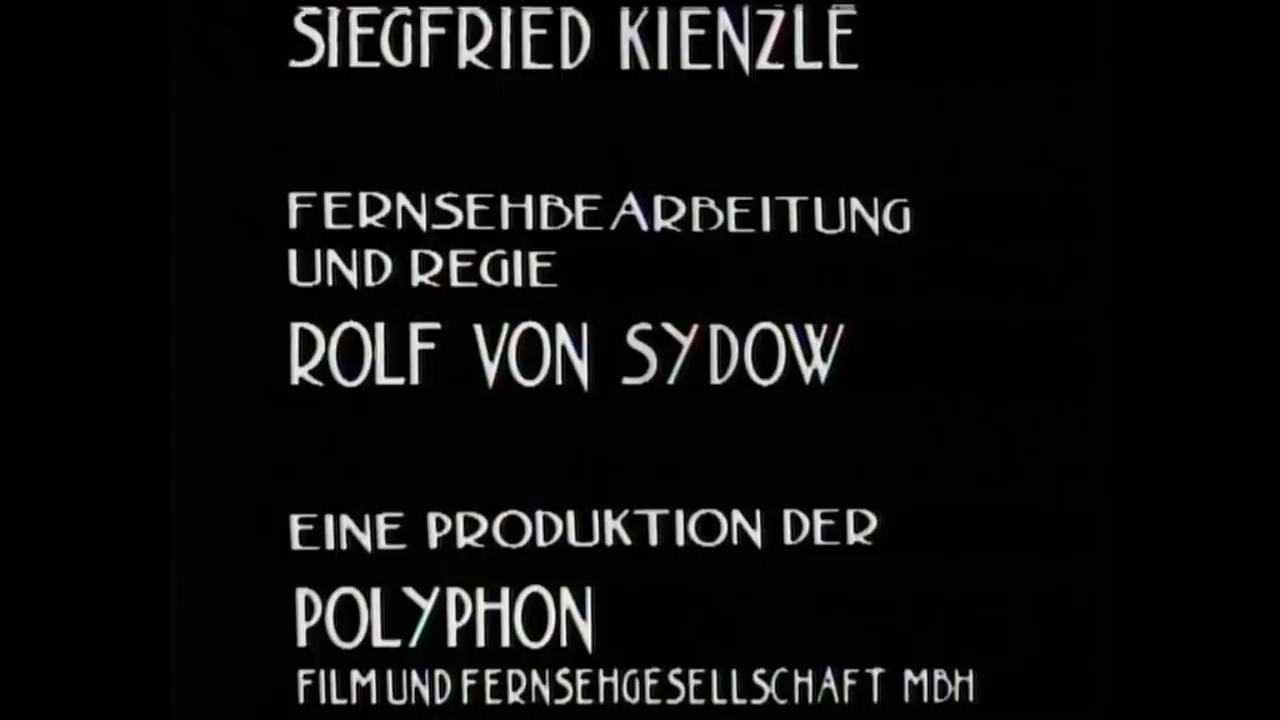 SIEGFRIED KIENZLE
FERNSEHBEARBEITUNG
UND REGIE
ROLF VON SYDOW
EINE PRODUKTION DER
POLYPHON
FILM UND FERNSEHGESELLSCHAFT MBH